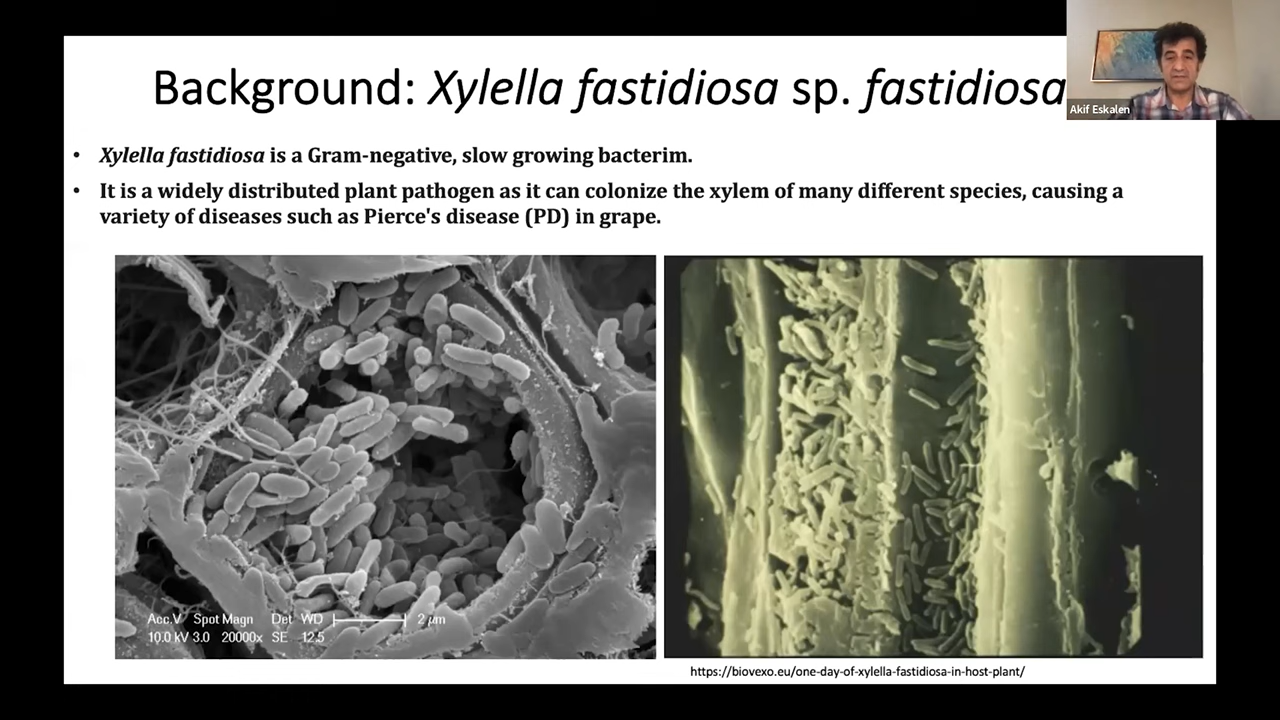 Background: Xylella fastidiosa sp. fastidiosa
Akif Eskalen
• Xylella fastidiosa is a Gram-negative, slow growing bacterim.
• It is a widely distributed plant pathogen as it can colonize the xylem of many different species, causing a
variety of diseases such as Pierce's disease (PD) in grape.
Acc.V Spot Magn Det WD 2 µm
10.0 kV 3.0 20000x SE 12.5
https://biovexo.eu/one-day-of-xylella-fastidiosa-in-host-plant/